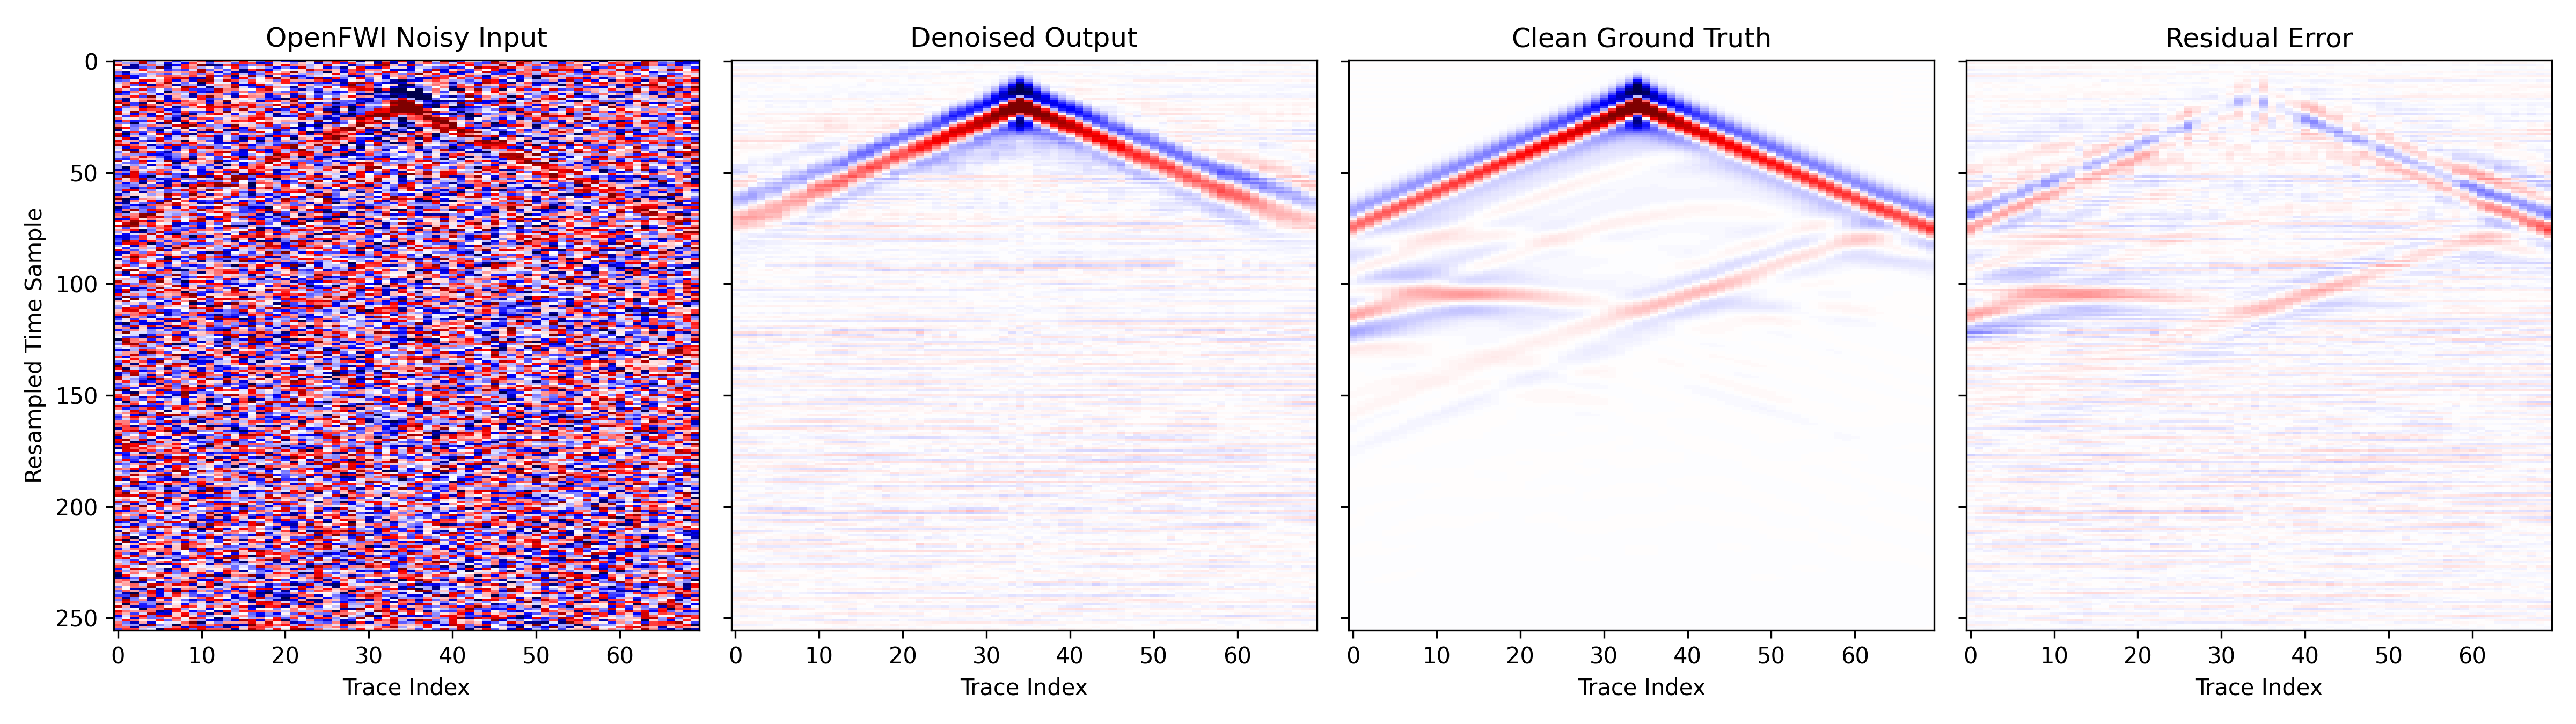 OpenFWI Noisy Input
Denoised Output
Clean Ground Truth
Residual Error
Resampled Time Sample
0
50
100
150
200
250
0 10 20 30 40 50 60
0 10 20 30 40 50 60
0 10 20 30 40 50 60
0 10 20 30 40 50 60
Trace Index
Trace Index
Trace Index
Trace Index